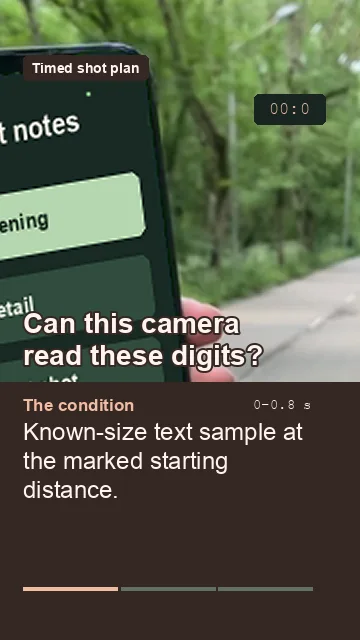 Timed shot plan
00:0
t notes
ening
etail
Can this camera
read these digits?
The condition
0–0.8 s
Known-size text sample at
the marked starting
distance.